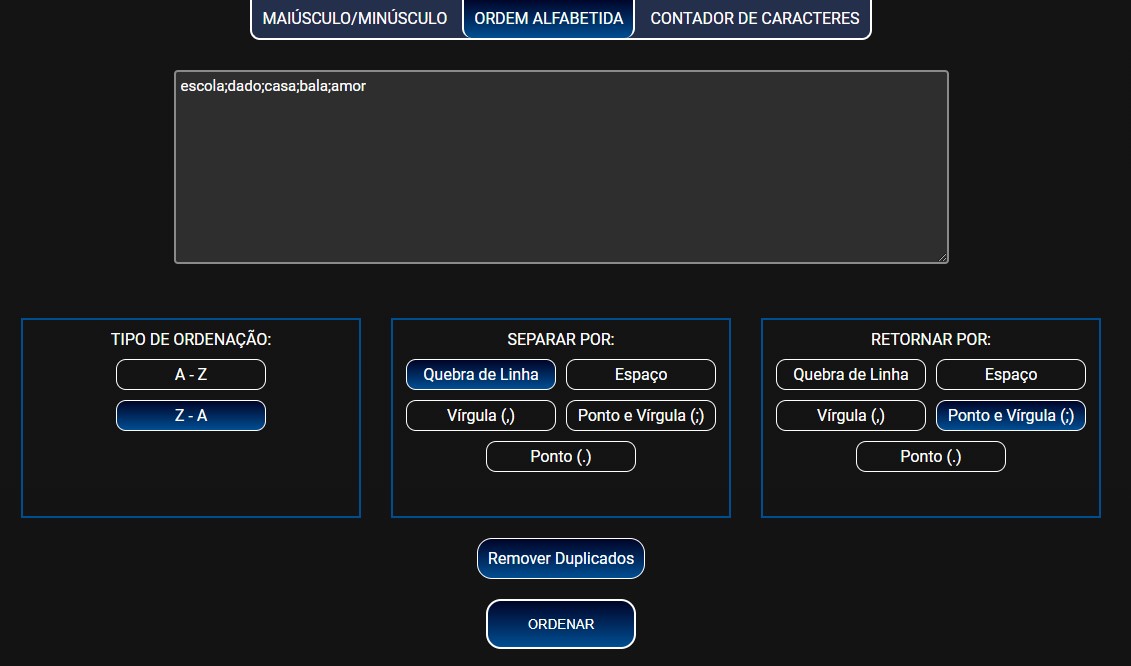 MAIÚSCULO/MINÚSCULO ORDEM ALFABETIDA CONTADOR DE CARACTERES
escola;dado;casa;bala;amor
TIPO DE ORDENAÇÃO:
A - Z
Z - A
SEPARAR POR:
Quebra de Linha Espaço
Vírgula (,) Ponto e Vírgula (;)
Ponto (.)
RETORNAR POR:
Quebra de Linha Espaço
Vírgula (,) Ponto e Vírgula (;)
Ponto (.)
Remover Duplicados
ORDENAR